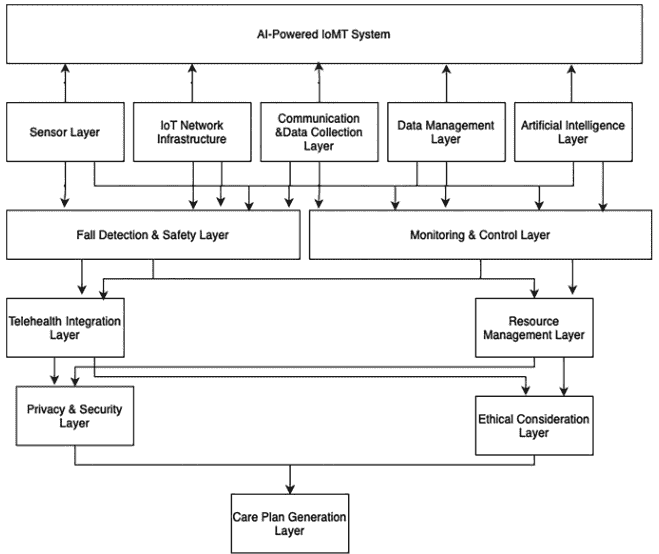 AI-Powered IoMT System
Sensor Layer
IoT Network
Infrastructure
Communication
&Data Collection
Layer
Data Management
Layer
Artificial Intelligence
Layer
Fall Detection & Safety Layer
Monitoring & Control Layer
Telehealth Integration
Layer
Resource
Management Layer
Privacy & Security
Layer
Ethical Consideration
Layer
Care Plan Generation
Layer